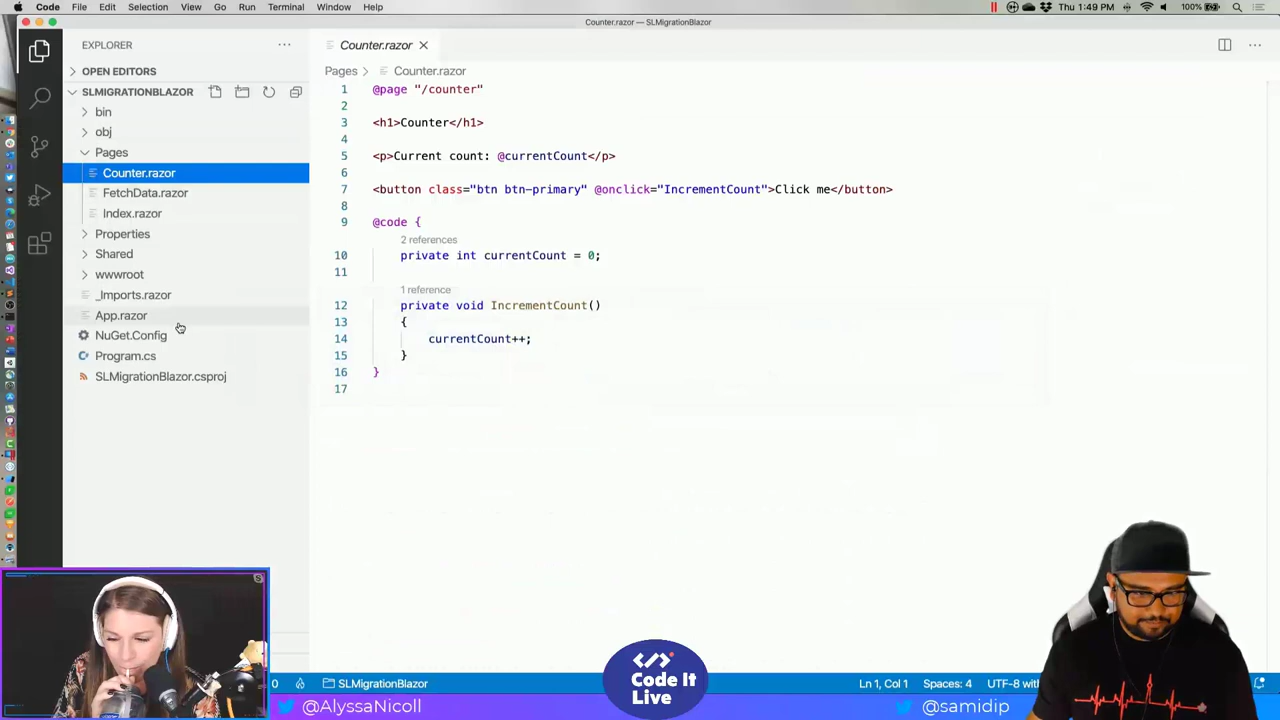 Code File Edit Selection View Go Run Terminal Window Help
100% Thu 1:49 PM
Counter.razor — SLMigrationBlazor
EXPLORER
OPEN EDITORS
SLMIGRATIONBLAZOR
bin
obj
Pages
Counter.razor
FetchData.razor
Index.razor
Properties
Shared
wwwroot
_Imports.razor
App.razor
NuGet.Config
Program.cs
SLMigrationBlazor.csproj
Counter.razor
Pages > Counter.razor
1 @page "/counter"
2
3 <h1>Counter</h1>
4
5 <p>Current count: @currentCount</p>
6
7 <button class="btn btn-primary" @onclick="IncrementCount">Click me</button>
8
9 @code {
2 references
10 private int currentCount = 0;
11
1 reference
12 private void IncrementCount()
13 {
14 currentCount++;
15 }
16 }
17
0 SLMigrationBlazor
Ln 1, Col 1 Spaces: 4 UTF-8 with
Code It
Live
@AlyssaNicoll
@samidip